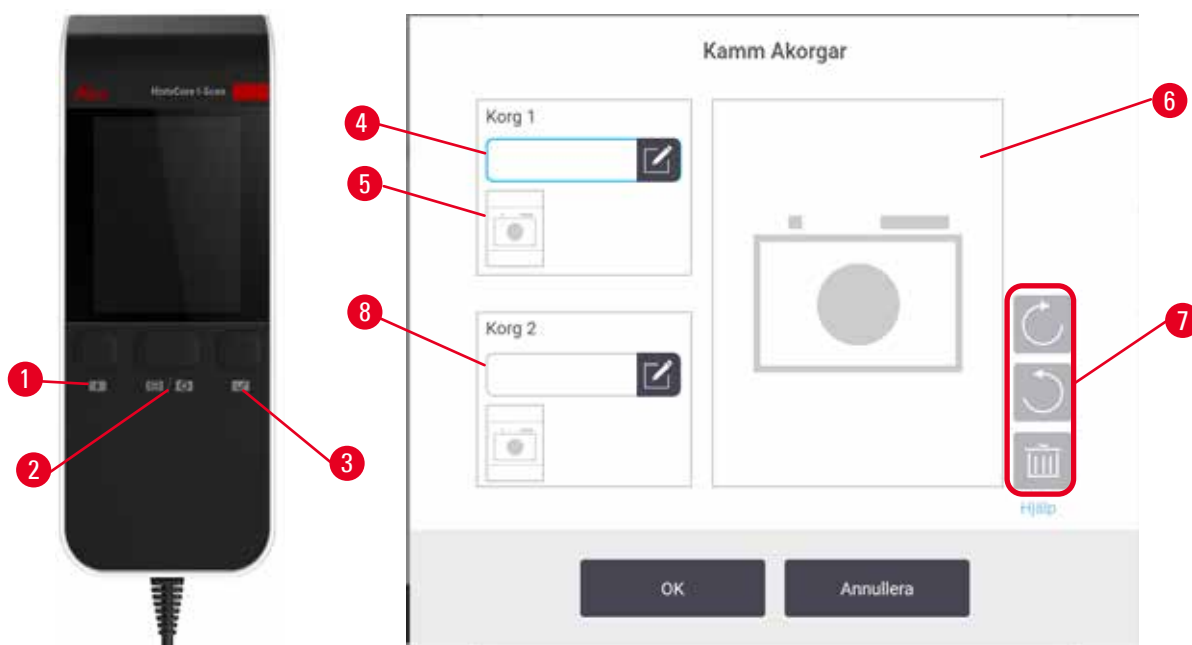 HistoCore I-Scan
1
2
3
Kamm Akorgar
Korg 1
4
5
6
Korg 2
8
7
Hjälp
OK
Annullera